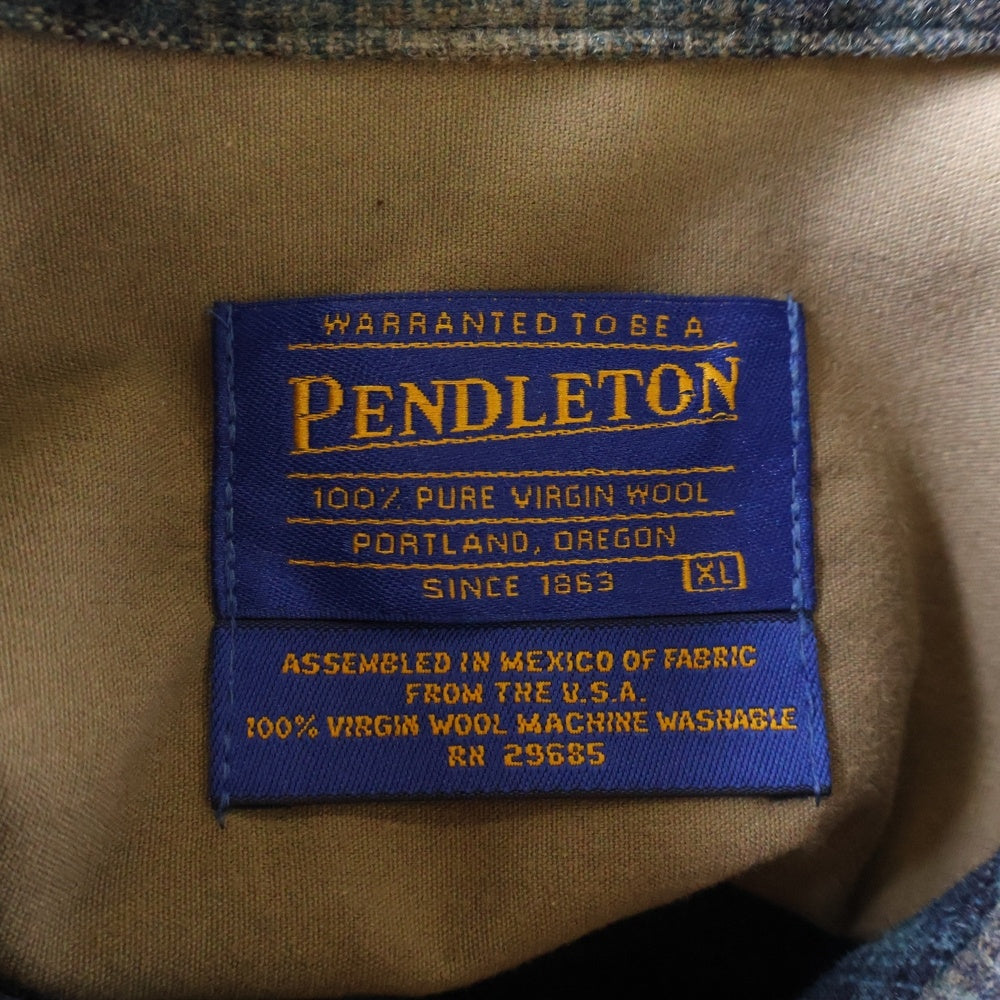 WARRANTED TO BE A
PENDLETON
100% PURE VIRGIN WOOL
PORTLAND, OREGON
SINCE 1863 XL
ASSEMBLED IN MEXICO OF FABRIC
FROM THE U.S.A.
100% VIRGIN WOOL MACHINE WASHABLE
RN 29685